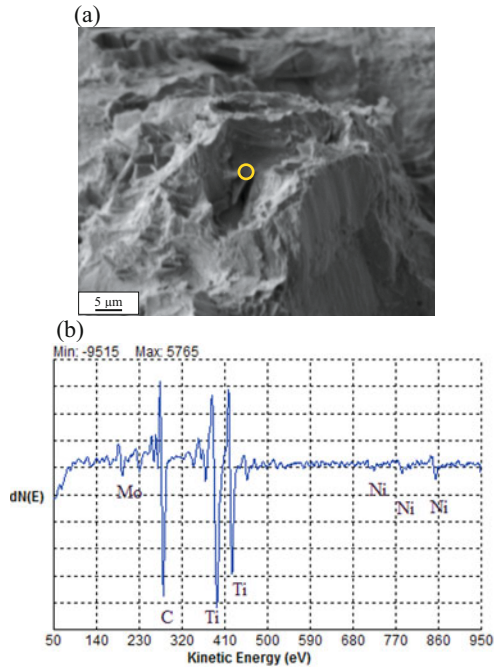 (a)
5 μm
(b)
Min: -9515 Max: 5765
dN(E)
Mo
C
Ti
Ti
Ni
Ni
Ni
50 140 230 320 410 500 590 680 770 860 950
Kinetic Energy (eV)